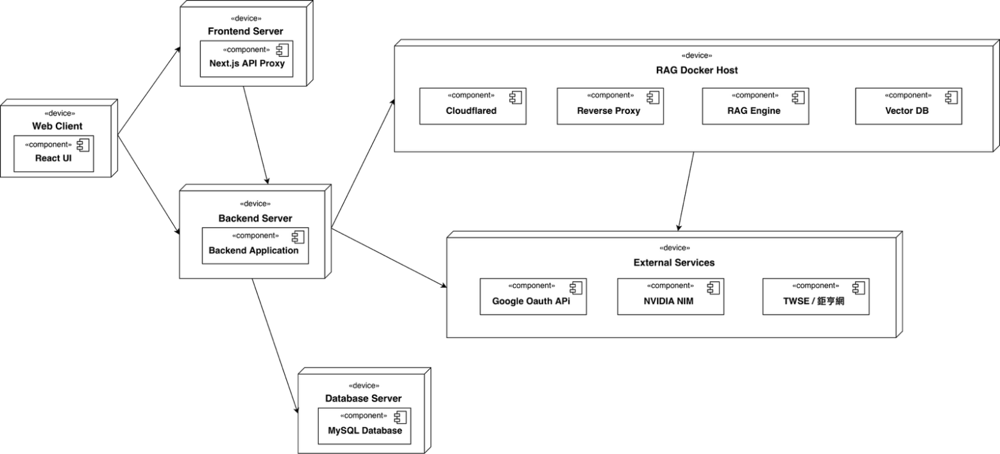 «device»
Frontend Server
«component»
Next.js API Proxy
«device»
Web Client
«component»
React UI
«device»
RAG Docker Host
«component»
Cloudflared
«component»
Reverse Proxy
«component»
RAG Engine
«component»
Vector DB
«device»
Backend Server
«component»
Backend Application
«device»
External Services
«component»
Google Oauth APi
«component»
NVIDIA NIM
«component»
TWSE / 鉅亨網
«device»
Database Server
«component»
MySQL Database